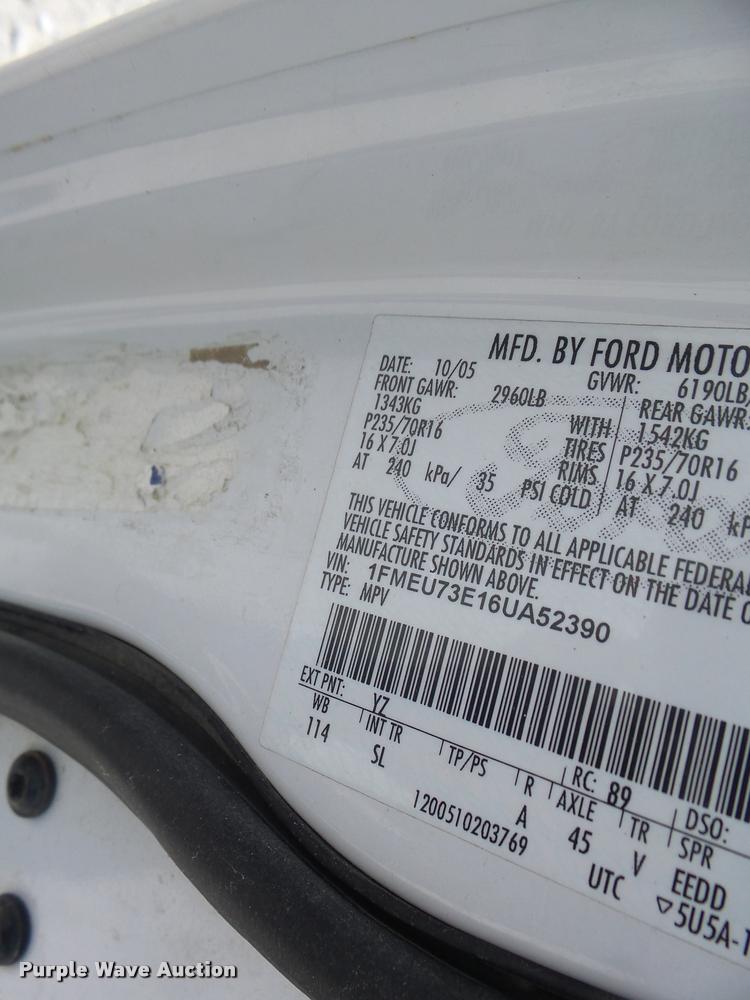 MFD. BY FORD MOTO
DATE: 10/05
GVWR: 6190LB/
FRONT GAWR: 2960LB
REAR GAWR:
1343KG
WITH
1542KG
P235/70R16
TIRES
P235/70R16
16 X 7.0J
RIMS
16 X 7.0J
AT 240 kPa/ 35 PSI COLD
AT 240 kP
THIS VEHICLE CONFORMS TO ALL APPLICABLE FEDERA
VEHICLE SAFETY STANDARDS IN EFFECT ON THE DATE O
MANUFACTURE SHOWN ABOVE.
VIN: 1FMEU73E16UA52390
TYPE: MPV
EXT PNT: YZ
RC: 89
DSO:
WB
INT TR
TP/PS
R
AXLE
TR
SPR
114
SL
A
45
V
EEDD
1200510203769
UTC
▽5U5A-1
Purple Wave Auction